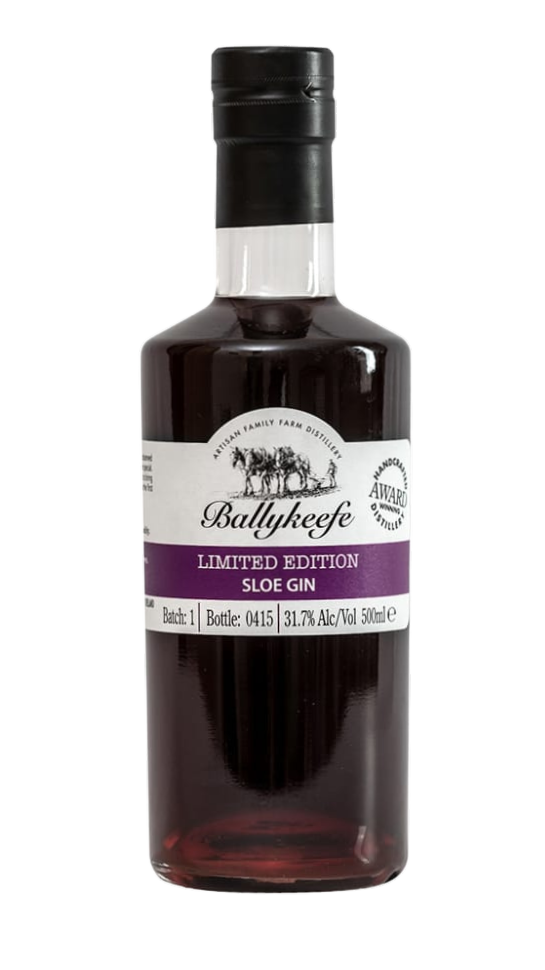 ARTISAN FAMILY FARM DISTILLERY
Ballykeefe
HANDCRAFTED
AWARD
WINNING
DISTILLERY
LIMITED EDITION
SLOE GIN
Batch: 1 | Bottle: 0415 | 31.7% Alc/Vol 500ml ℮